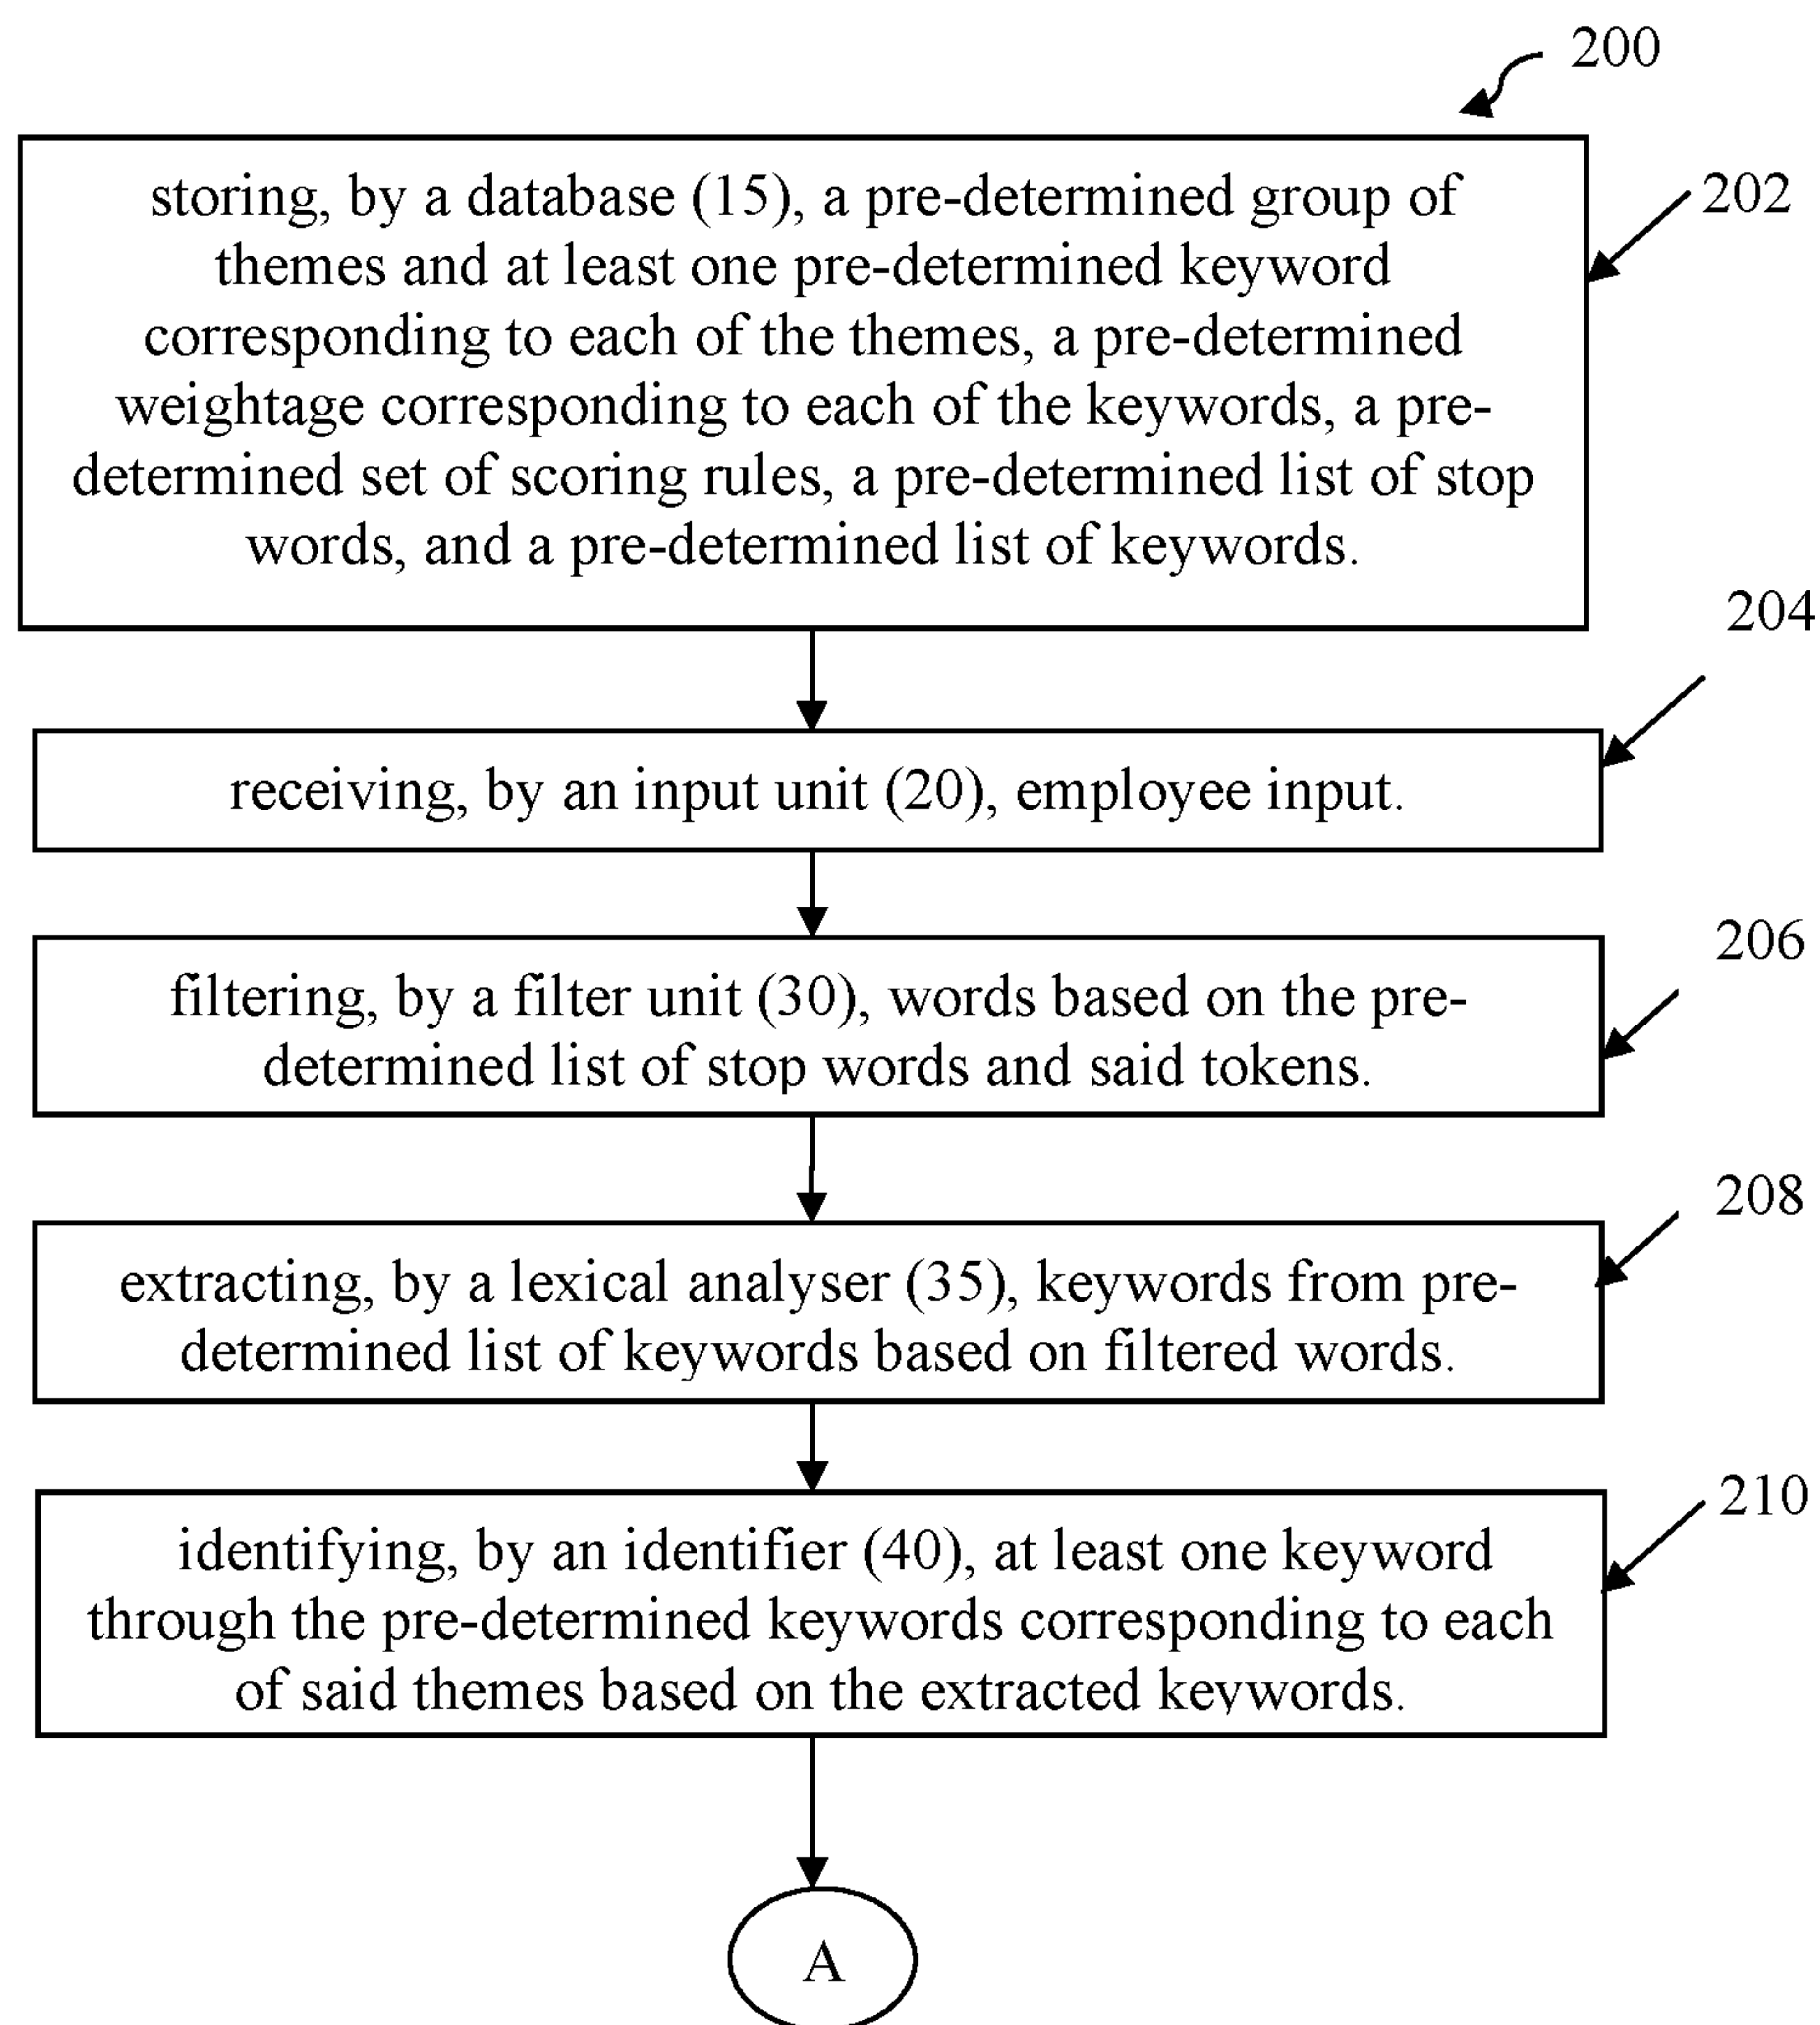 200
storing, by a database (15), a pre-determined group of
themes and at least one pre-determined keyword
corresponding to each of the themes, a pre-determined
weightage corresponding to each of the keywords, a pre-
determined set of scoring rules, a pre-determined list of stop
words, and a pre-determined list of keywords.
202
204
receiving, by an input unit (20), employee input.
206
filtering, by a filter unit (30), words based on the pre-
determined list of stop words and said tokens.
208
extracting, by a lexical analyser (35), keywords from pre-
determined list of keywords based on filtered words.
210
identifying, by an identifier (40), at least one keyword
through the pre-determined keywords corresponding to each
of said themes based on the extracted keywords.
A